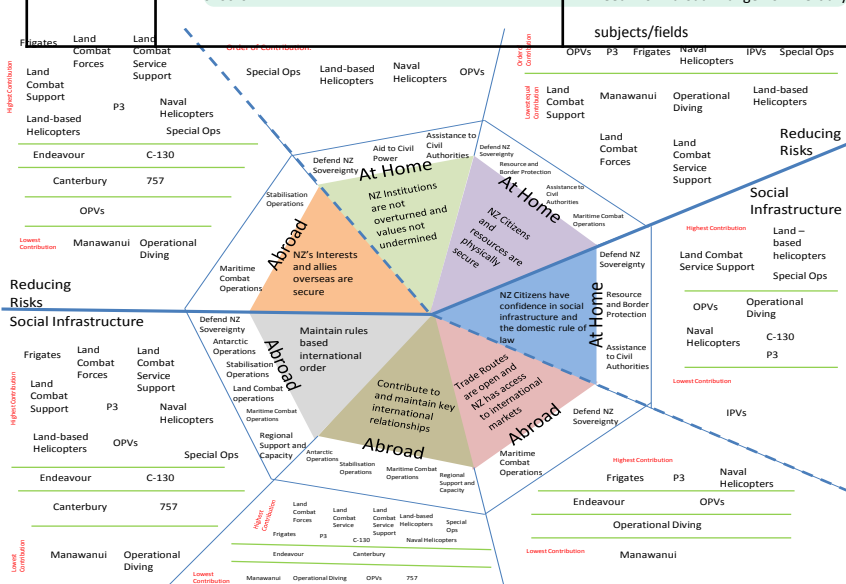 subjects/fields
Order of Contribution:
Special Ops
Land-based
Helicopters
Naval
Helicopters
OPVs
Highest Contribution
Frigates
Land
Combat
Forces
Land
Combat
Service
Support
Land
Combat
Support
P3
Naval
Helicopters
Land-based
Helicopters
Special Ops
Endeavour
C-130
Canterbury
757
OPVs
Lowest
Contribution
Manawanui
Operational
Diving
Reducing
Risks
OPVs
P3
Frigates
Naval
Helicopters
IPVs
Special Ops
Lowest equal
Contribution
Land
Combat
Support
Manawanui
Operational
Diving
Land-based
Helicopters
Land
Combat
Forces
Land
Combat
Service
Support
Reducing
Risks
Social
Infrastructure
Highest Contribution
Land Combat
Service Support
Land –
based
helicopters
Special Ops
OPVs
Operational
Diving
Naval
Helicopters
C-130
P3
Lowest Contribution
IPVs
Defend NZ
Sovereignty
Aid to Civil
Power
Assistance to
Civil
Authorities
At Home
NZ Institutions
are not
overturned and
values not
undermined
Defend NZ
Sovereignty
Resource and
Border Protection
Assistance to
Civil
Authorities
Maritime Combat
Operations
At Home
NZ Citizens
and
resources are
physically
secure
Stabilisation
Operations
Maritime
Combat
Operations
Abroad
NZ's Interests
and allies
overseas are
secure
Defend NZ
Sovereignty
Resource
and Border
Protection
Assistance
to Civil
Authorities
At Home
NZ Citizens have
confidence in social
infrastructure and
the domestic rule of
law
Social Infrastructure
Highest Contribution
Frigates
Land
Combat
Forces
Land
Combat
Service
Support
Land
Combat
Support
P3
Naval
Helicopters
Land-based
Helicopters
OPVs
Special Ops
Endeavour
C-130
Canterbury
757
Lowest
Contribution
Manawanui
Operational
Diving
Defend NZ
Sovereignty
Antarctic
Operations
Stabilisation
Operations
Land Combat
operations
Maritime Combat
Operations
Regional
Support and
Capacity
Abroad
Maintain rules
based
international
order
Contribute to
and maintain key
international
relationships
Abroad
Antarctic
Operations
Stabilisation
Operations
Maritime Combat
Operations
Regional
Support and
Capacity
Trade Routes
are open and
NZ has access
to international
markets
Abroad
Defend NZ
Sovereignty
Maritime
Combat
Operations
Highest
Contribution
Land
Combat
Forces
Land
Combat
Service
Land
Combat
Support
Land-based
Helicopters
Special
Ops
Frigates
P3
C-130
Naval Helicopters
Endeavour
Canterbury
Lowest
Contribution
Manawanui
Operational Diving
OPVs
757
Highest Contribution
Frigates
P3
Naval
Helicopters
Endeavour
OPVs
Operational Diving
Lowest Contribution
Manawanui